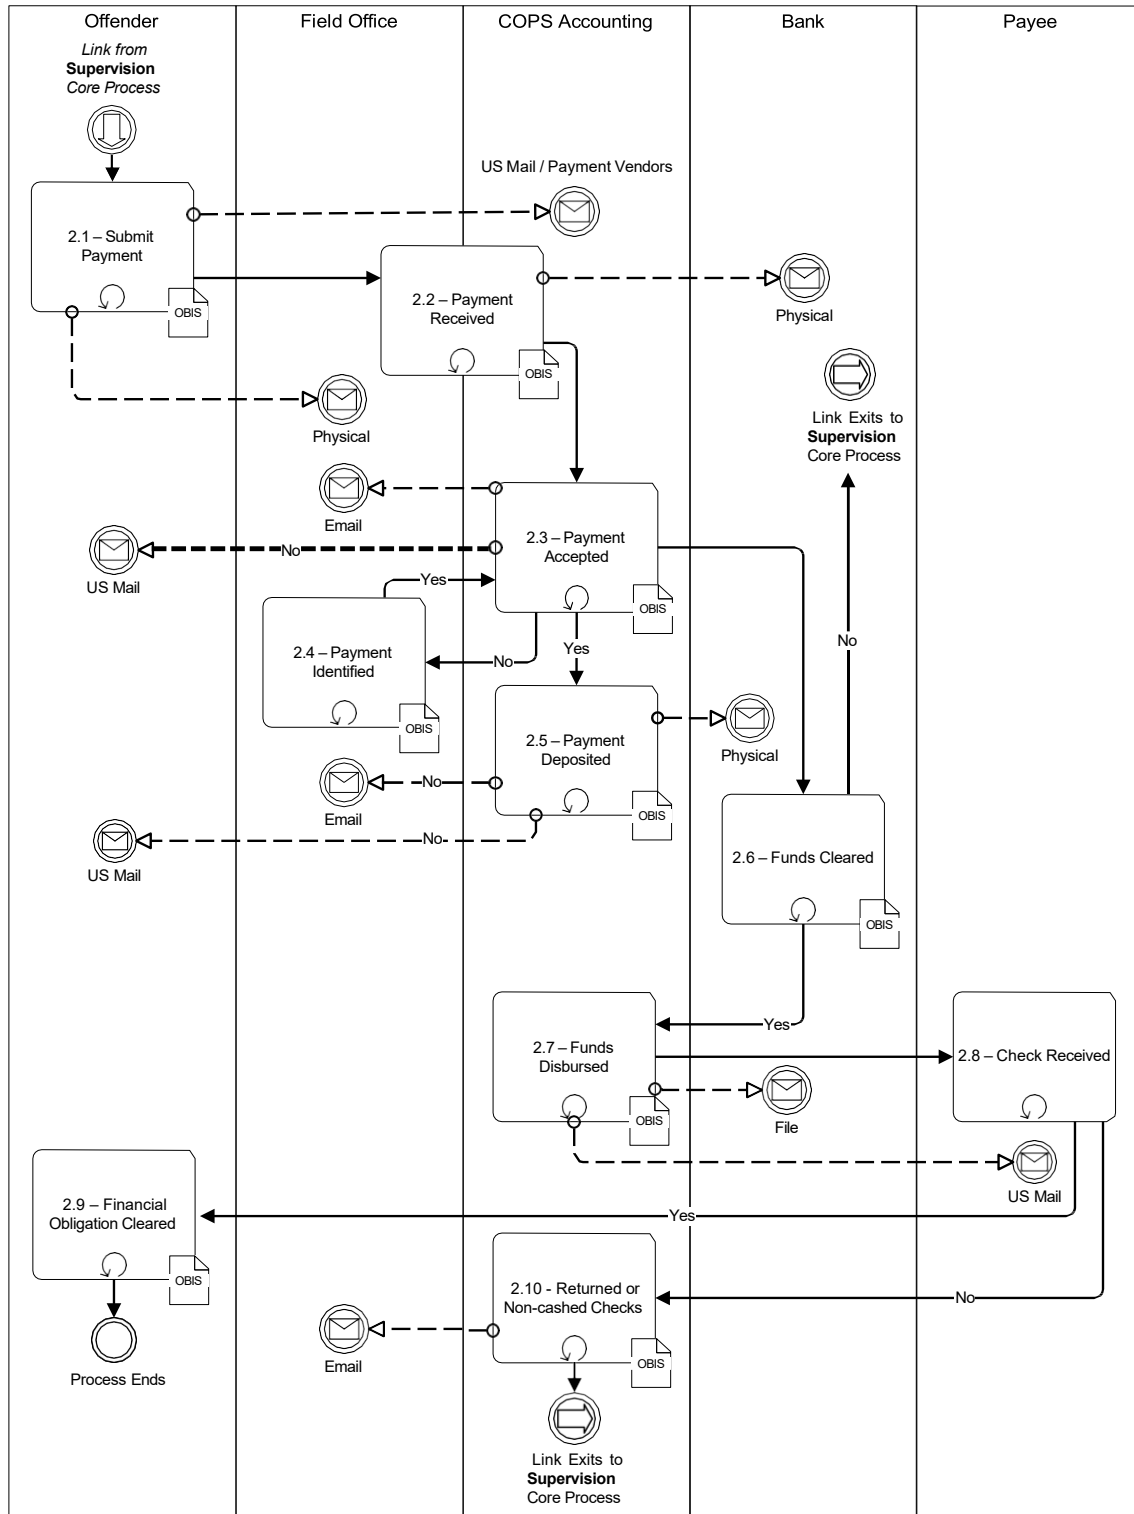 Offender
Field Office
COPS Accounting
Bank
Payee
Link from
Supervision
Core Process
US Mail / Payment Vendors
2.1 – Submit
Payment
OBIS
2.2 – Payment
Received
OBIS
Physical
Physical
Link Exits to
Supervision
Core Process
Email
2.3 – Payment
Accepted
OBIS
No
US Mail
Yes
2.4 – Payment
Identified
OBIS
No
Yes
No
2.5 – Payment
Deposited
OBIS
Physical
No
Email
No
US Mail
2.6 – Funds Cleared
OBIS
Yes
2.7 – Funds
Disbursed
OBIS
2.8 – Check Received
File
US Mail
2.9 – Financial
Obligation Cleared
OBIS
Yes
2.10 - Returned or
Non-cashed Checks
OBIS
No
Email
Process Ends
Link Exits to
Supervision
Core Process